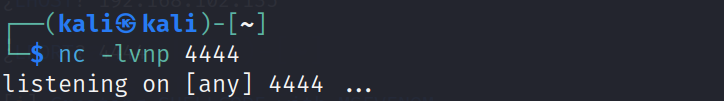 ┌──(kali㉿kali)-[~]
└─$ nc -lvnp 4444
listening on [any] 4444 ...